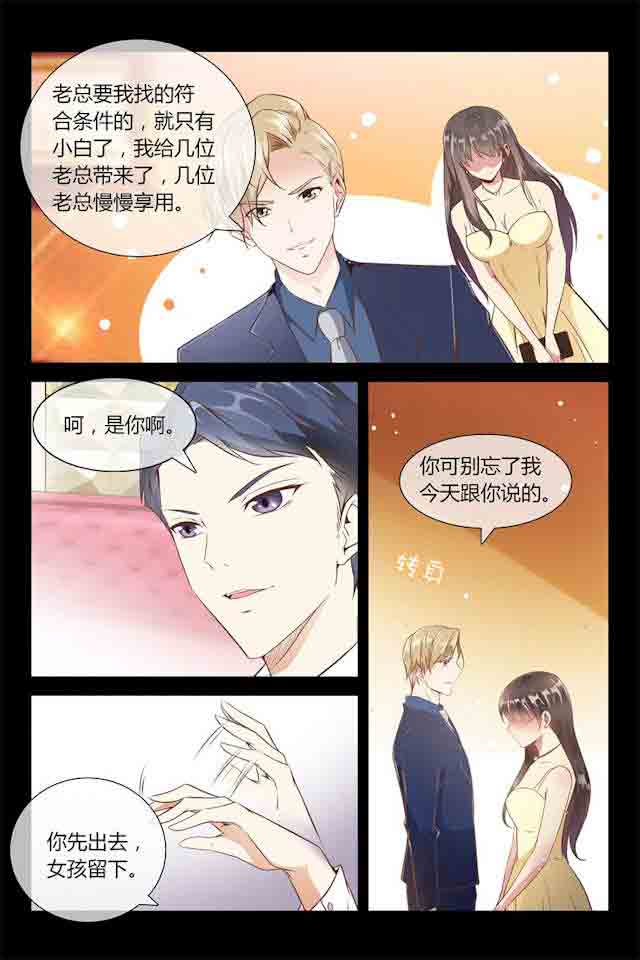 老总要我找的符
合条件的，就只有
小白了，我给几位
老总带来了，几位
老总慢慢享用。
呵，是你啊。
你可别忘了我
今天跟你说的。
转身
你先出去，
女孩留下。